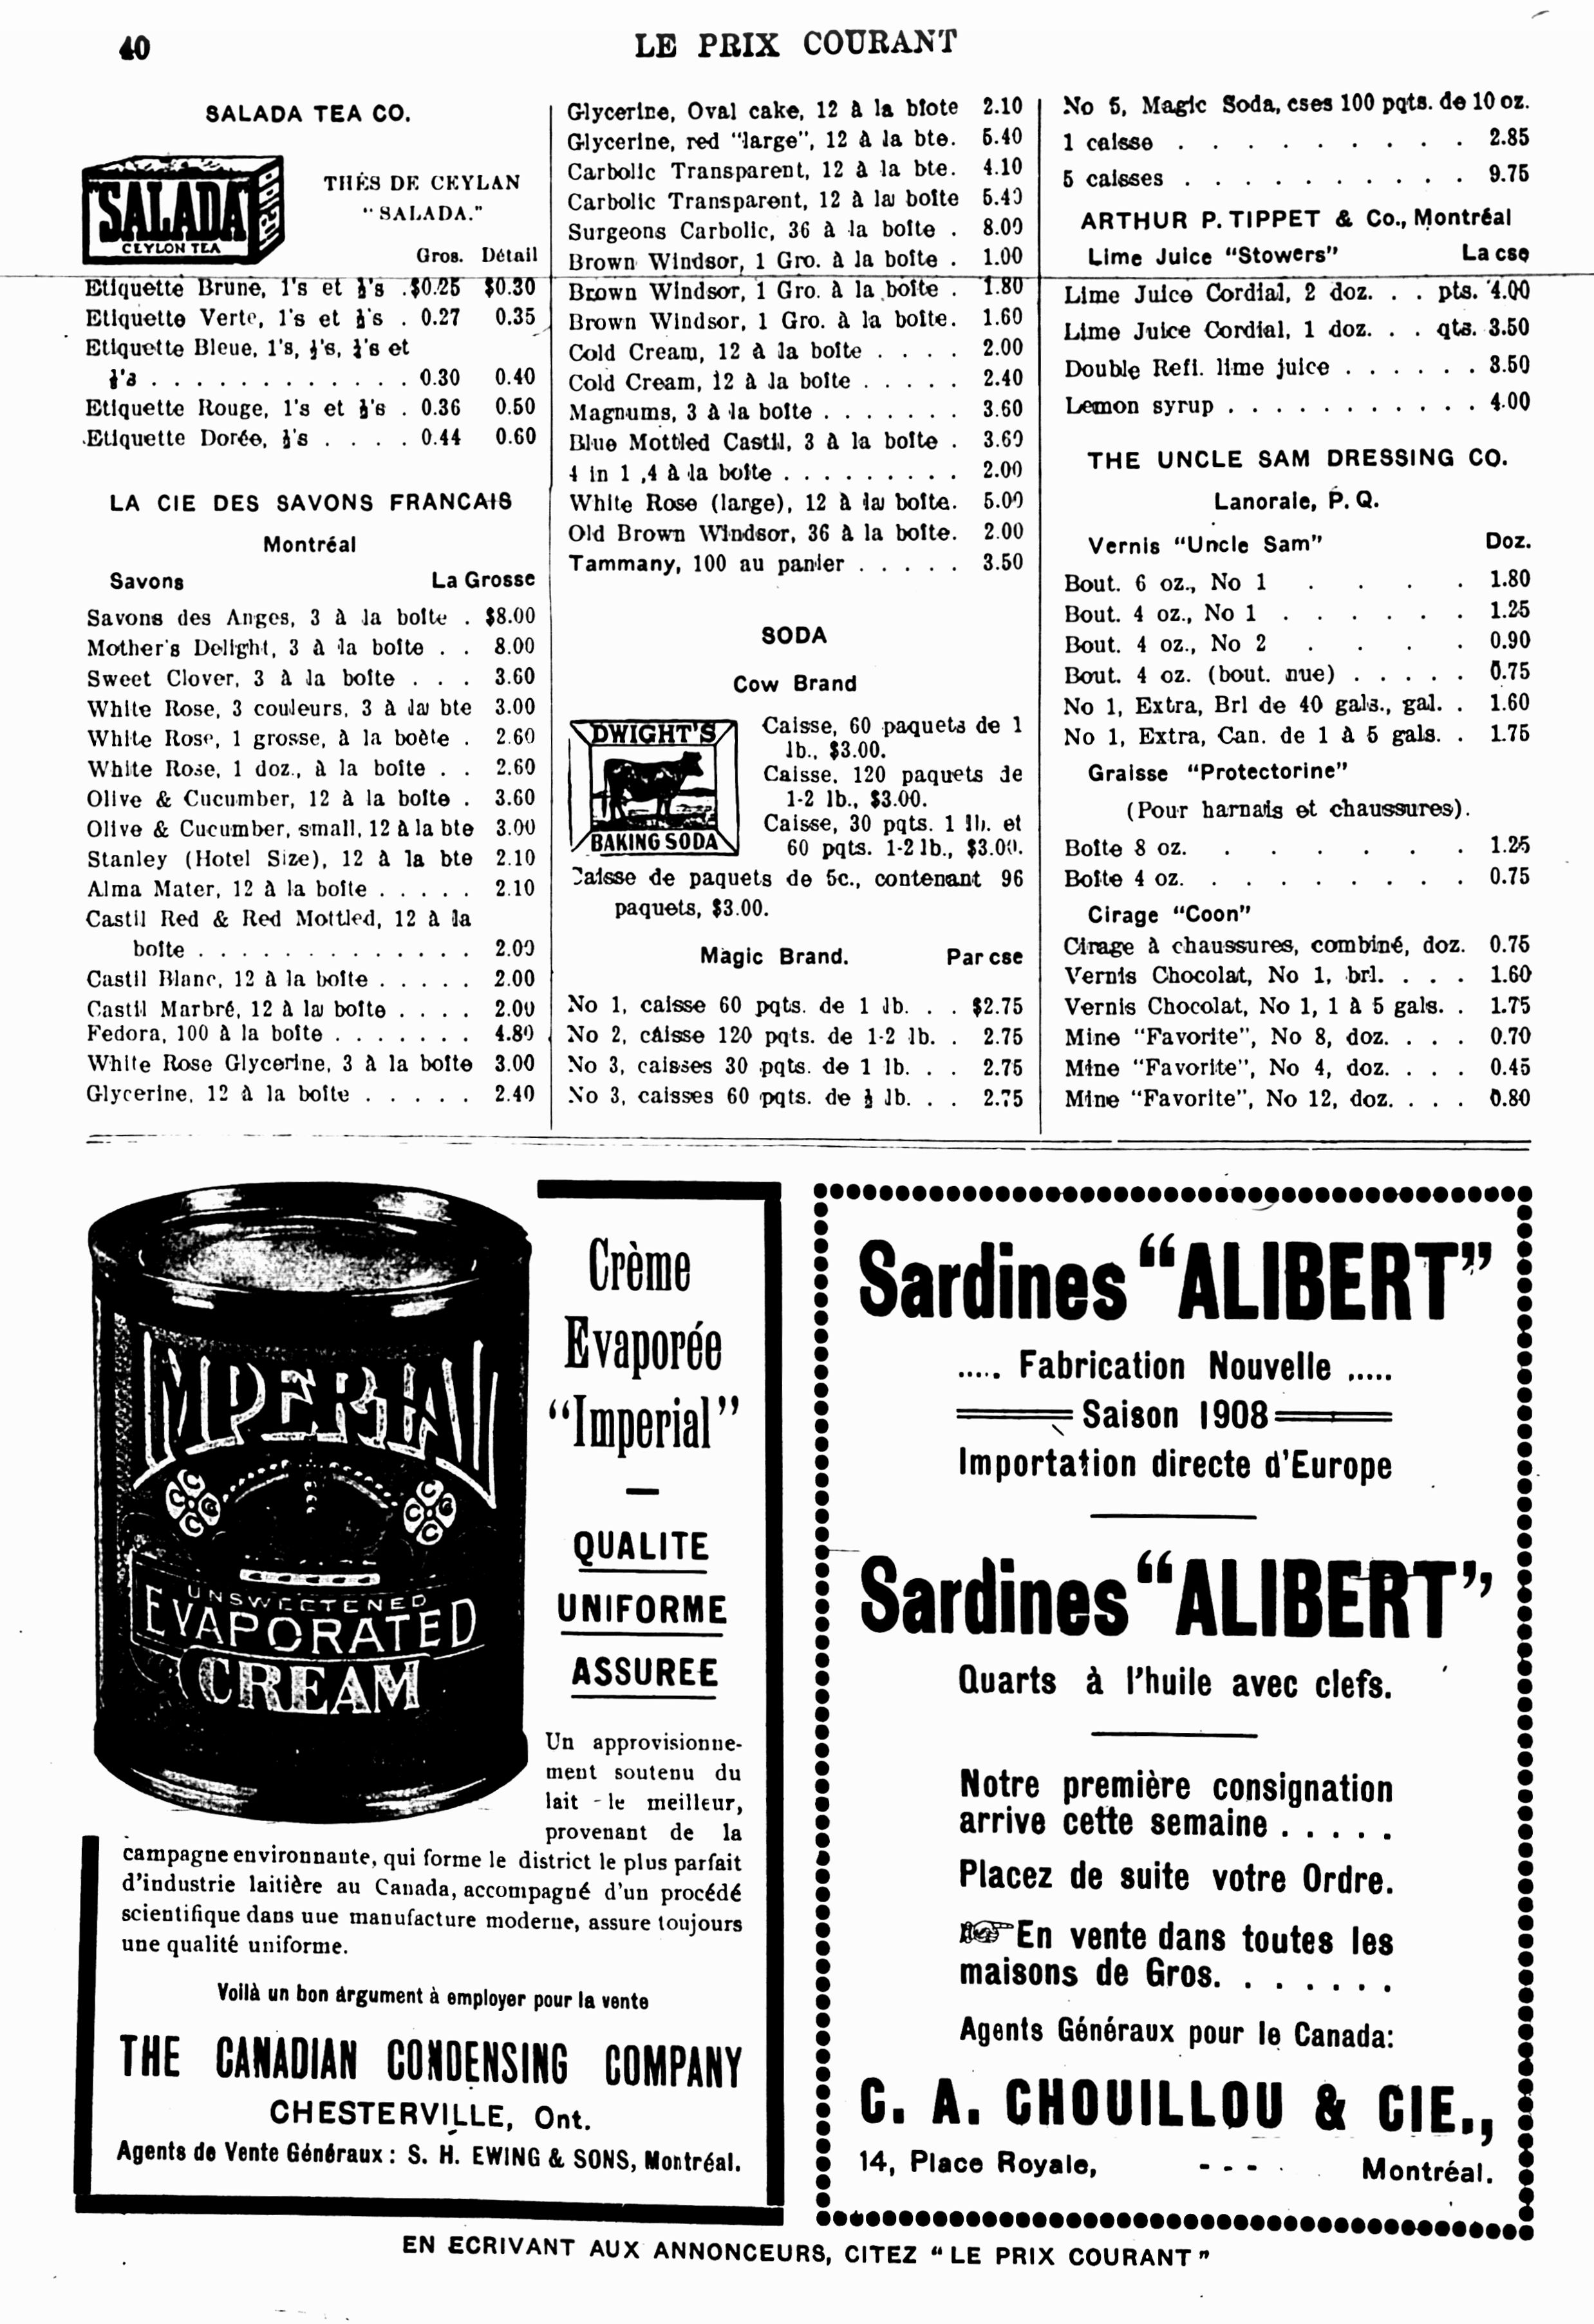 40
LE PRIX COURANT
SALADA TEA CO.
SALADA
CEYLON TEA
THÉS DE CEYLAN
"SALADA."
Gros. Détail
Etiquette Brune, 1's et ½'s . $0.25 $0.30
Etiquette Verte, 1's et ½'s . 0.27 0.35
Etiquette Bleue, 1's, ½'s, ¼'s et
⅛'s . . . . . . . . . . . . 0.30 0.40
Etiquette Rouge, 1's et ½'s . 0.36 0.50
Etiquette Dorée, ½'s . . . . 0.44 0.60
LA CIE DES SAVONS FRANCAIS
Montréal
Savons La Grosse
Savons des Anges, 3 à la boîte . $8.00
Mother's Delight, 3 à la boîte . . 8.00
Sweet Clover, 3 à la boîte . . . 3.60
White Rose, 3 couleurs, 3 à la bte 3.00
White Rose, 1 grosse, à la boète . 2.60
White Rose, 1 doz., à la boîte . . 2.60
Olive & Cucumber, 12 à la boîte . 3.60
Olive & Cucumber, small, 12 à la bte 3.00
Stanley (Hotel Size), 12 à la bte 2.10
Alma Mater, 12 à la boîte . . . . . 2.10
Castil Red & Red Mottled, 12 à la
boîte . . . . . . . . . . . . . 2.00
Castil Blanc, 12 à la boîte . . . . . 2.00
Castil Marbré, 12 à la boîte . . . . 2.00
Fedora, 100 à la boîte . . . . . . . 4.80
White Rose Glycerine, 3 à la boîte 3.00
Glycerine, 12 à la boîte . . . . . 2.40
Glycerine, Oval cake, 12 à la biote 2.10
Glycerine, red "large", 12 à la bte. 5.40
Carbolic Transparent, 12 à la bte. 4.10
Carbolic Transparent, 12 à la boîte 5.40
Surgeons Carbolic, 36 à la boîte . 8.00
Brown Windsor, 1 Gro. à la boîte . 1.00
Brown Windsor, 1 Gro. à la boîte . 1.80
Brown Windsor, 1 Gro. à la boîte. 1.60
Cold Cream, 12 à la boîte . . . . 2.00
Cold Cream, 12 à la boîte . . . . . 2.40
Magnums, 3 à la boîte . . . . . . . 3.60
Blue Mottled Castil, 3 à la boîte . 3.60
4 in 1 ,4 à la boîte . . . . . . . . . 2.00
White Rose (large), 12 à la boîte. 5.00
Old Brown Windsor, 36 à la boîte. 2.00
Tammany, 100 au panier . . . . . 3.50
SODA
Cow Brand
DWIGHT'S
BAKING SODA
Caisse, 60 paquets de 1
lb., $3.00.
Caisse, 120 paquets de
1-2 lb., $3.00.
Caisse, 30 pqts. 1 lb. et
60 pqts. 1-2 lb., $3.00.
Caisse de paquets de 5c., contenant 96
paquets, $3.00.
Magic Brand. Par cse
No 1, caisse 60 pqts. de 1 lb. . . $2.75
No 2, caisse 120 pqts. de 1-2 lb. . 2.75
No 3, caisses 30 pqts. de 1 lb. . . 2.75
No 3, caisses 60 pqts. de ½ lb. . . 2.75
No 5, Magic Soda, cses 100 pqts. de 10 oz.
1 caisse . . . . . . . . . . 2.85
5 caisses . . . . . . . . . . 9.75
ARTHUR P. TIPPET & Co., Montréal
Lime Juice "Stowers" La cse
Lime Juice Cordial, 2 doz. . . pts. 4.00
Lime Juice Cordial, 1 doz. . . qts. 3.50
Double Refl. lime juice . . . . . . 3.50
Lemon syrup . . . . . . . . . . . 4.00
THE UNCLE SAM DRESSING CO.
Lanoraie, P. Q.
Vernis "Uncle Sam" Doz.
Bout. 6 oz., No 1 . . . . 1.80
Bout. 4 oz., No 1 . . . . . . 1.25
Bout. 4 oz., No 2 . . . . 0.90
Bout. 4 oz. (bout. nue) . . . . . 0.75
No 1, Extra, Brl de 40 gals., gal. . 1.60
No 1, Extra, Can. de 1 à 5 gals. . 1.75
Graisse "Protectorine"
(Pour harnais et chaussures).
Boîte 8 oz. . . . . . . . 1.25
Boîte 4 oz. . . . . . . . . 0.75
Cirage "Coon"
Cirage à chaussures, combiné, doz. 0.75
Vernis Chocolat, No 1, brl. . . . 1.60
Vernis Chocolat, No 1, 1 à 5 gals. . 1.75
Mine "Favorite", No 8, doz. . . . 0.70
Mine "Favorite", No 4, doz. . . . 0.45
Mine "Favorite", No 12, doz. . . . 0.80
IMPERIAL
UNSWEETENED
EVAPORATED
CREAM
Crème
Evaporée
"Imperial"
QUALITE
UNIFORME
ASSUREE
Un approvisionne-
ment soutenu du
lait - le meilleur,
provenant de la
campagne environnante, qui forme le district le plus parfait
d'industrie laitière au Canada, accompagné d'un procédé
scientifique dans une manufacture moderne, assure toujours
une qualité uniforme.
Voilà un bon argument à employer pour la vente
THE CANADIAN CONDENSING COMPANY
CHESTERVILLE, Ont.
Agents de Vente Généraux : S. H. EWING & SONS, Montréal.
Sardines "ALIBERT"
..... Fabrication Nouvelle .....
Saison 1908
Importation directe d'Europe
Sardines "ALIBERT"
Quarts à l'huile avec clefs.
Notre première consignation
arrive cette semaine . . . . .
Placez de suite votre Ordre.
☞ En vente dans toutes les
maisons de Gros. . . . . . .
Agents Généraux pour le Canada:
C. A. CHOUILLOU & CIE.,
14, Place Royale, - - - Montréal.
EN ECRIVANT AUX ANNONCEURS, CITEZ "LE PRIX COURANT"